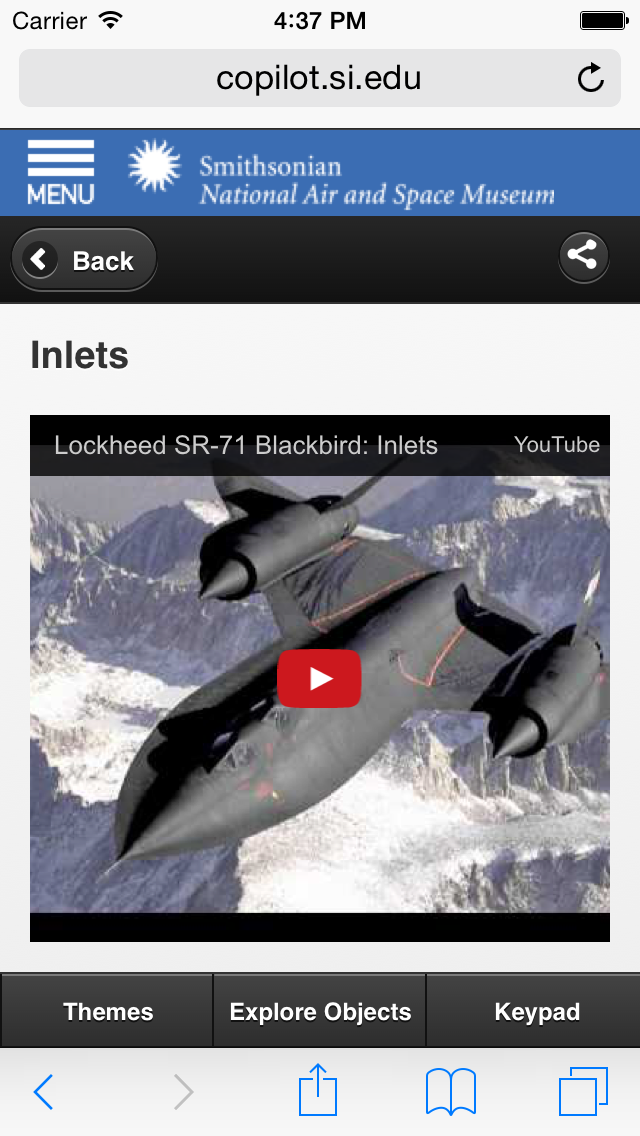 Carrier 4:37 PM
copilot.si.edu
MENU
Smithsonian
National Air and Space Museum
Back
Inlets
Lockheed SR-71 Blackbird: Inlets YouTube
Themes Explore Objects Keypad